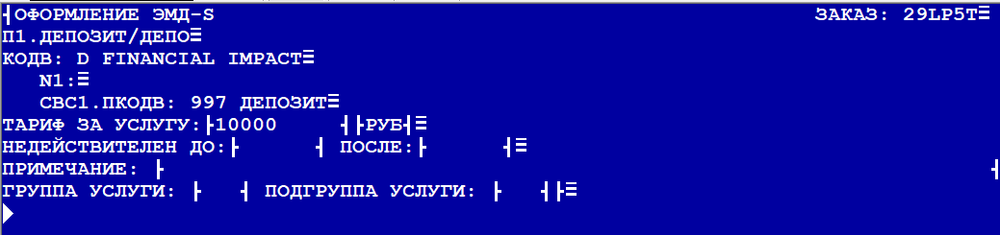 ОФОРМЛЕНИЕ ЭМД-S ЗАКАЗ: 29LP5T
П1.ДЕПОЗИТ/ДЕПО
КОДВ: D FINANCIAL IMPACT
N1:
СВС1.ПКОДВ: 997 ДЕПОЗИТ
ТАРИФ ЗА УСЛУГУ: 10000 РУБ
НЕДЕЙСТВИТЕЛЕН ДО: ПОСЛЕ:
ПРИМЕЧАНИЕ:
ГРУППА УСЛУГИ: ПОДГРУППА УСЛУГИ: